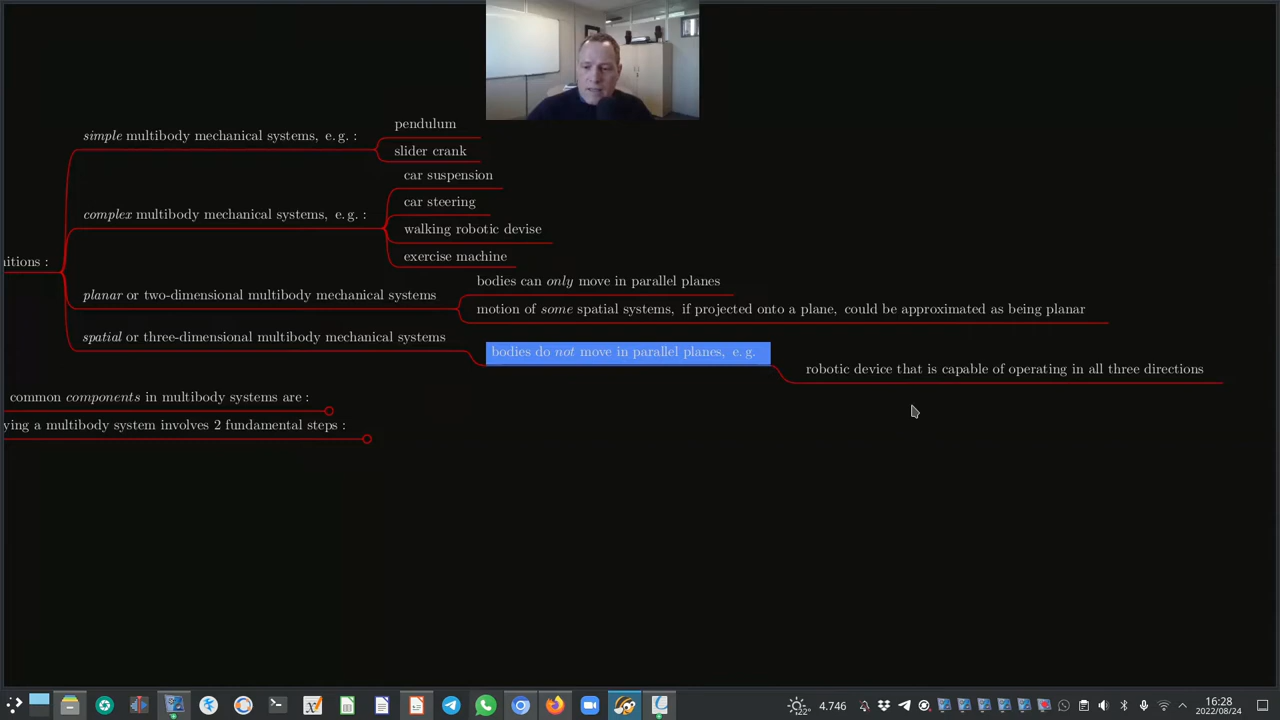 pendulum
simple multibody mechanical systems, e.g. :
slider crank
car suspension
car steering
complex multibody mechanical systems, e.g. :
walking robotic devise
exercise machine
nitions :
bodies can only move in parallel planes
planar or two-dimensional multibody mechanical systems
motion of some spatial systems, if projected onto a plane, could be approximated as being planar
spatial or three-dimensional multibody mechanical systems
bodies do not move in parallel planes, e.g.
robotic device that is capable of operating in all three directions
common components in multibody systems are :
ying a multibody system involves 2 fundamental steps :
+22°
4.746
16:28
2022/08/24